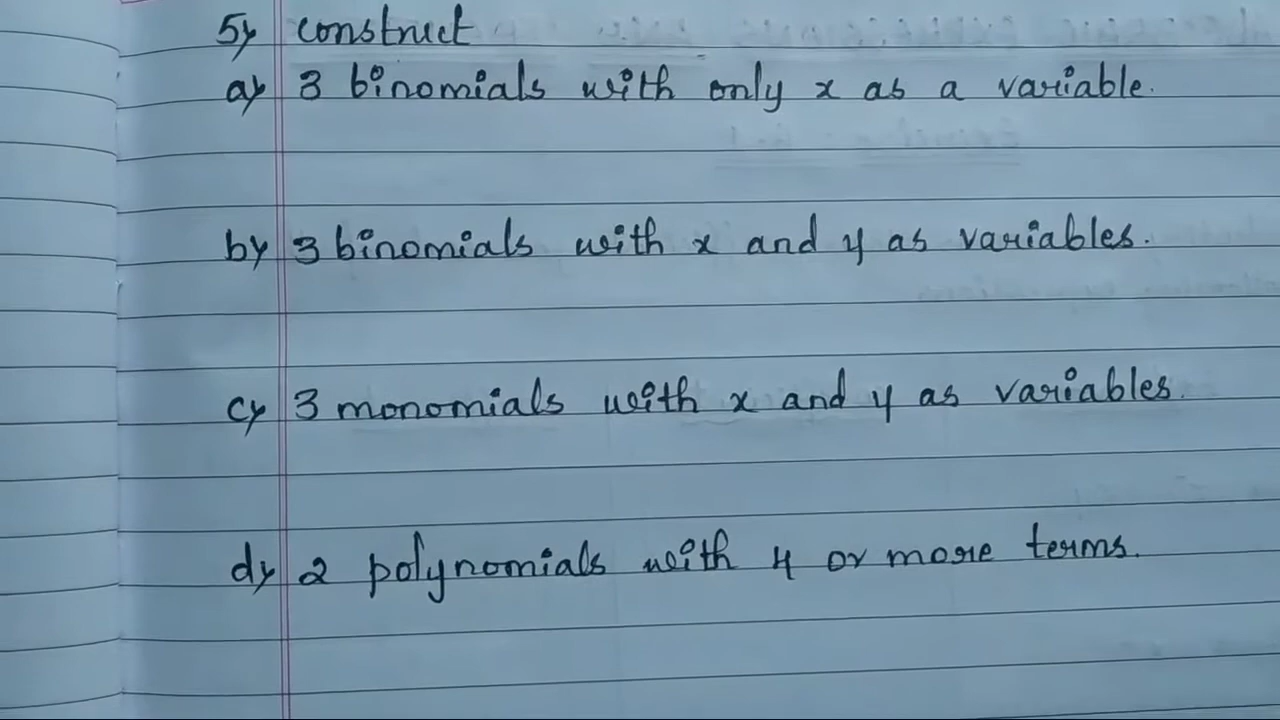 5) construct
a) 3 binomials with only x as a variable.
b) 3 binomials with x and y as variables.
c) 3 monomials with x and y as variables.
d) 2 polynomials with 4 or more terms.